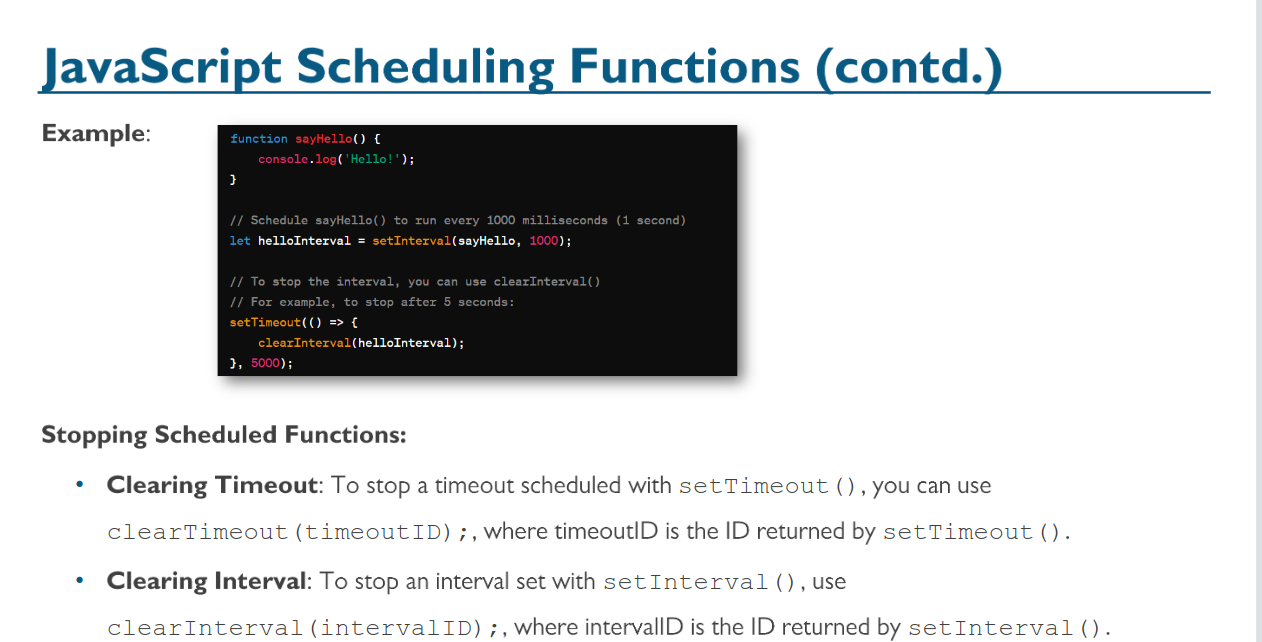 JavaScript Scheduling Functions (contd.)
Example:
function sayHello() {
    console.log('Hello!');
}
// Schedule sayHello() to run every 1000 milliseconds (1 second)
let helloInterval = setInterval(sayHello, 1000);
// To stop the interval, you can use clearInterval()
// For example, to stop after 5 seconds:
setTimeout(() => {
    clearInterval(helloInterval);
}, 5000);
Stopping Scheduled Functions:
• Clearing Timeout: To stop a timeout scheduled with setTimeout(), you can use
clearTimeout(timeoutID);, where timeoutID is the ID returned by setTimeout().
• Clearing Interval: To stop an interval set with setInterval(), use
clearInterval(intervalID);, where intervalID is the ID returned by setInterval().